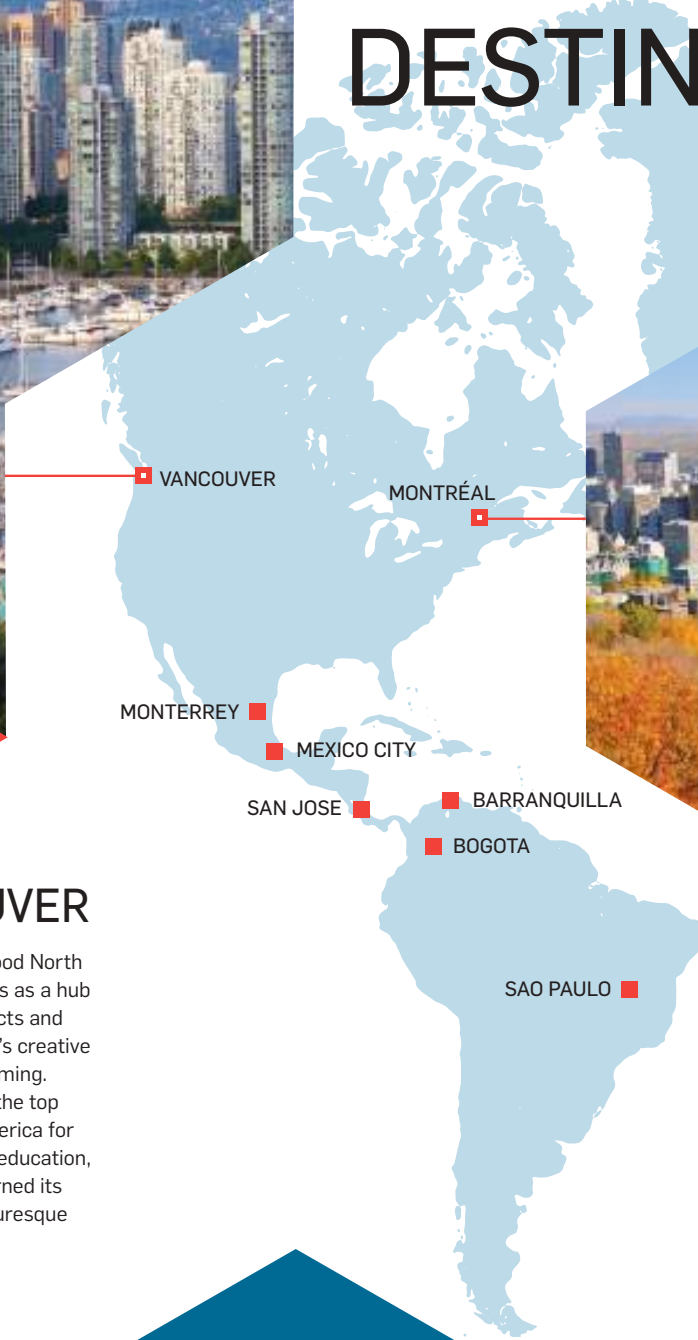 DESTIN
VANCOUVER
MONTRÉAL
MONTERREY
MEXICO CITY
SAN JOSE
BARRANQUILLA
BOGOTA
SAO PAULO
UVER
ood North
s as a hub
cts and
's creative
ming.
the top
erica for
education,
rned its
uresque